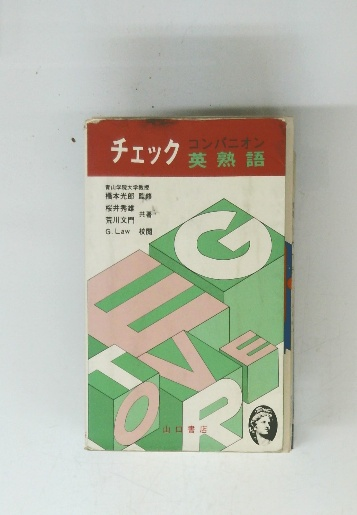 チェック
コンパニオン
英熟語
青山学院大学教授
橋本光郎 監修
桜井秀雄
荒川文門
共著
G. Law 校閲
G
E
V
E
T
O
R
山口書店